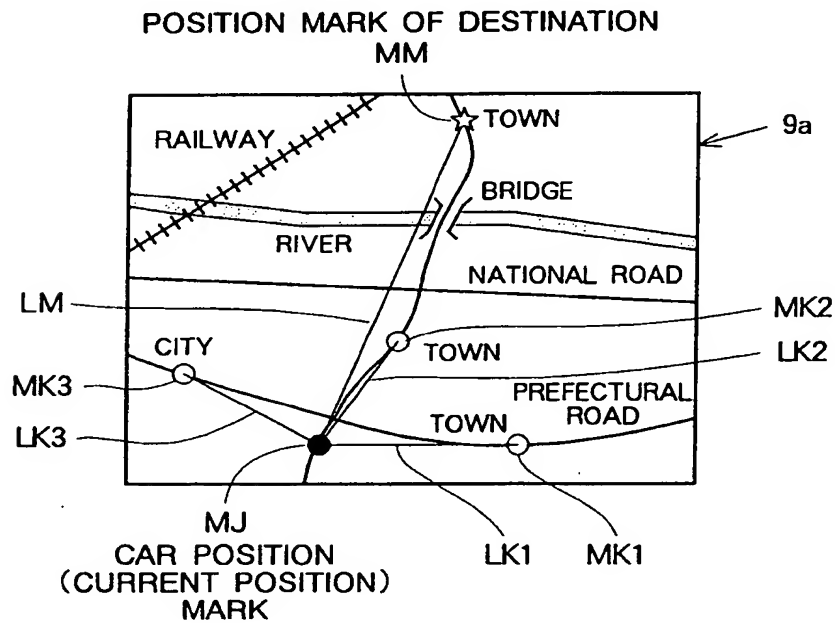 POSITION MARK OF DESTINATION
MM
TOWN
9a
RAILWAY
BRIDGE
RIVER
NATIONAL ROAD
LM
MK2
CITY
TOWN
LK2
MK3
PREFECTURAL
ROAD
TOWN
LK3
MJ
LK1
MK1
CAR POSITION
(CURRENT POSITION)
MARK